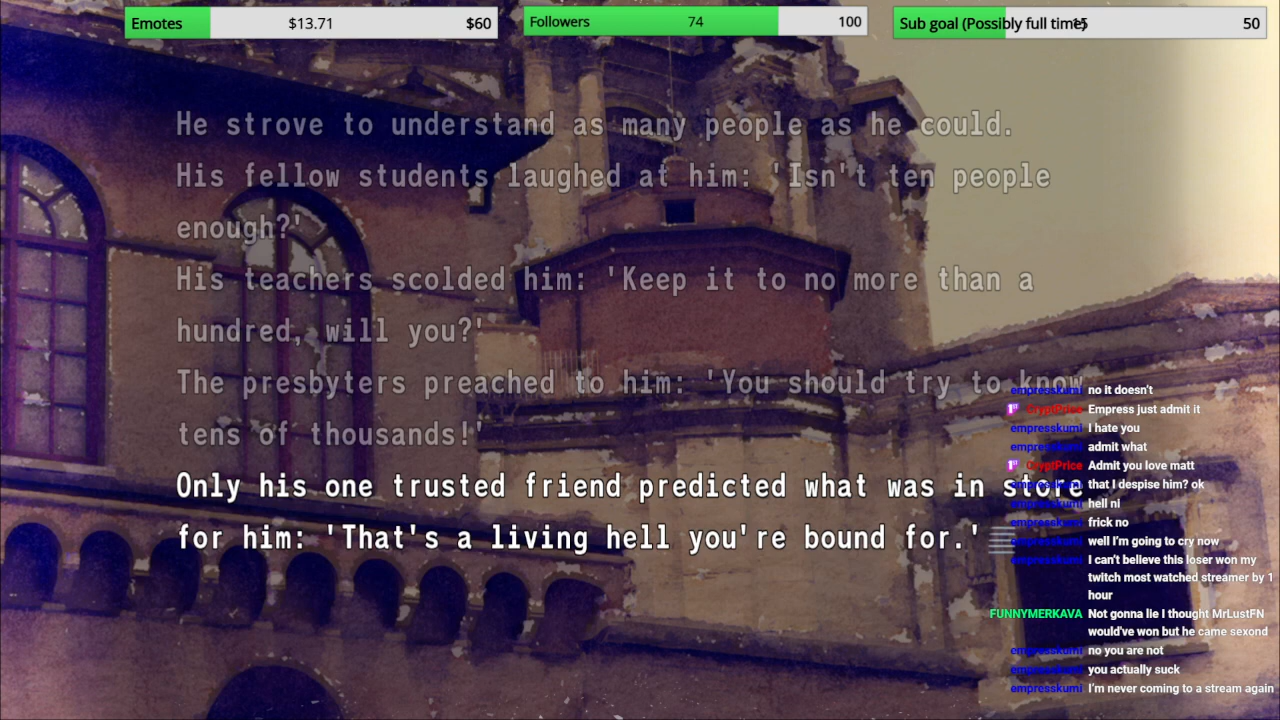 Emotes $13.71 $60
Followers 74 100
Sub goal (Possibly full time) 15 50
He strove to understand as many people as he could.
His fellow students laughed at him: 'Isn't ten people
enough?'
His teachers scolded him: 'Keep it to no more than a
hundred, will you?'
The presbyters preached to him: 'You should try to know
tens of thousands!'
Only his one trusted friend predicted what was in store
for him: 'That's a living hell you're bound for.'
empresskumi no it doesn't
1st CryptPrice Empress just admit it
empresskumi I hate you
empresskumi admit what
1st CryptPrice Admit you love matt
empresskumi that I despise him? ok
empresskumi hell nl
empresskumi frick no
empresskumi well I'm going to cry now
empresskumi I can't believe this loser won my
twitch most watched streamer by 1
hour
FUNNYMERKAVA Not gonna lie I thought MrLustFN
would've won but he came sexond
empresskumi no you are not
empresskumi you actually suck
empresskumi I'm never coming to a stream again